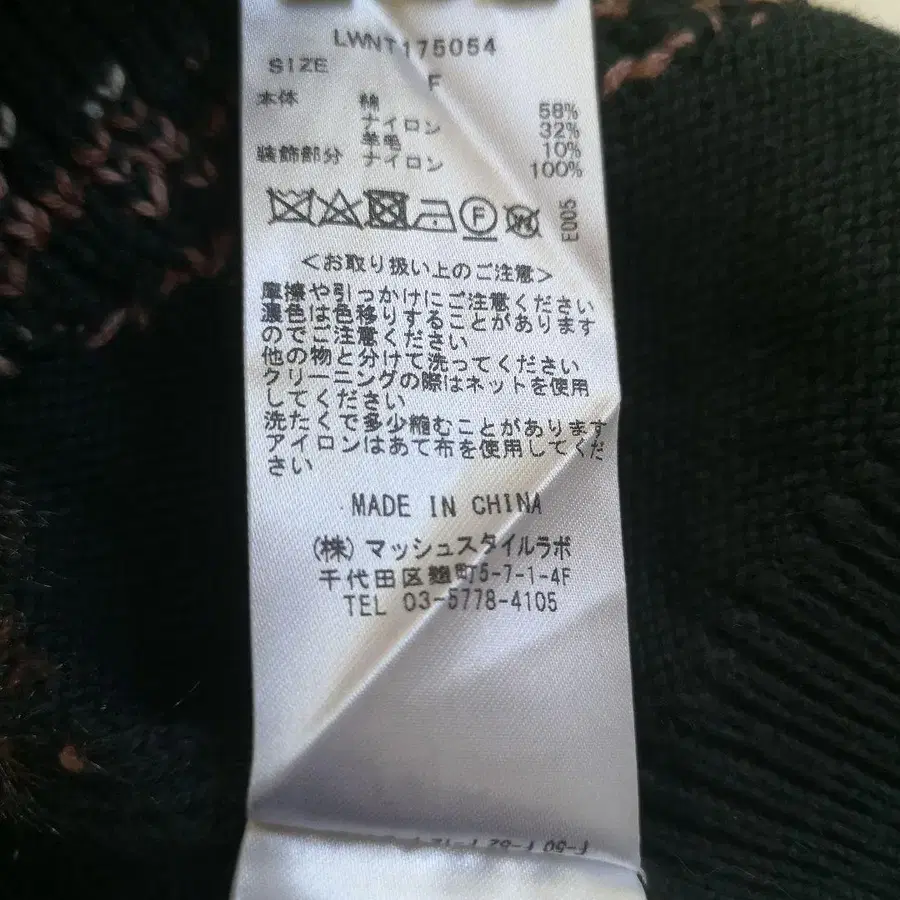 LWNT175054
SIZE F
本体 綿 58%
ナイロン 32%
羊毛 10%
装飾部分 ナイロン 100%
F W E005
<お取り扱い上のご注意>
摩擦や引っかけにご注意ください
濃色は色移りすることがあります
のでご注意ください
他の物と分けて洗ってください
クリーニングの際はネットを使用
してください
洗たくで多少縮むことがあります
アイロンはあて布を使用してくだ
さい
MADE IN CHINA
(株)マッシュスタイルラボ
千代田区麹町5-7-1-4F
TEL 03-5778-4105